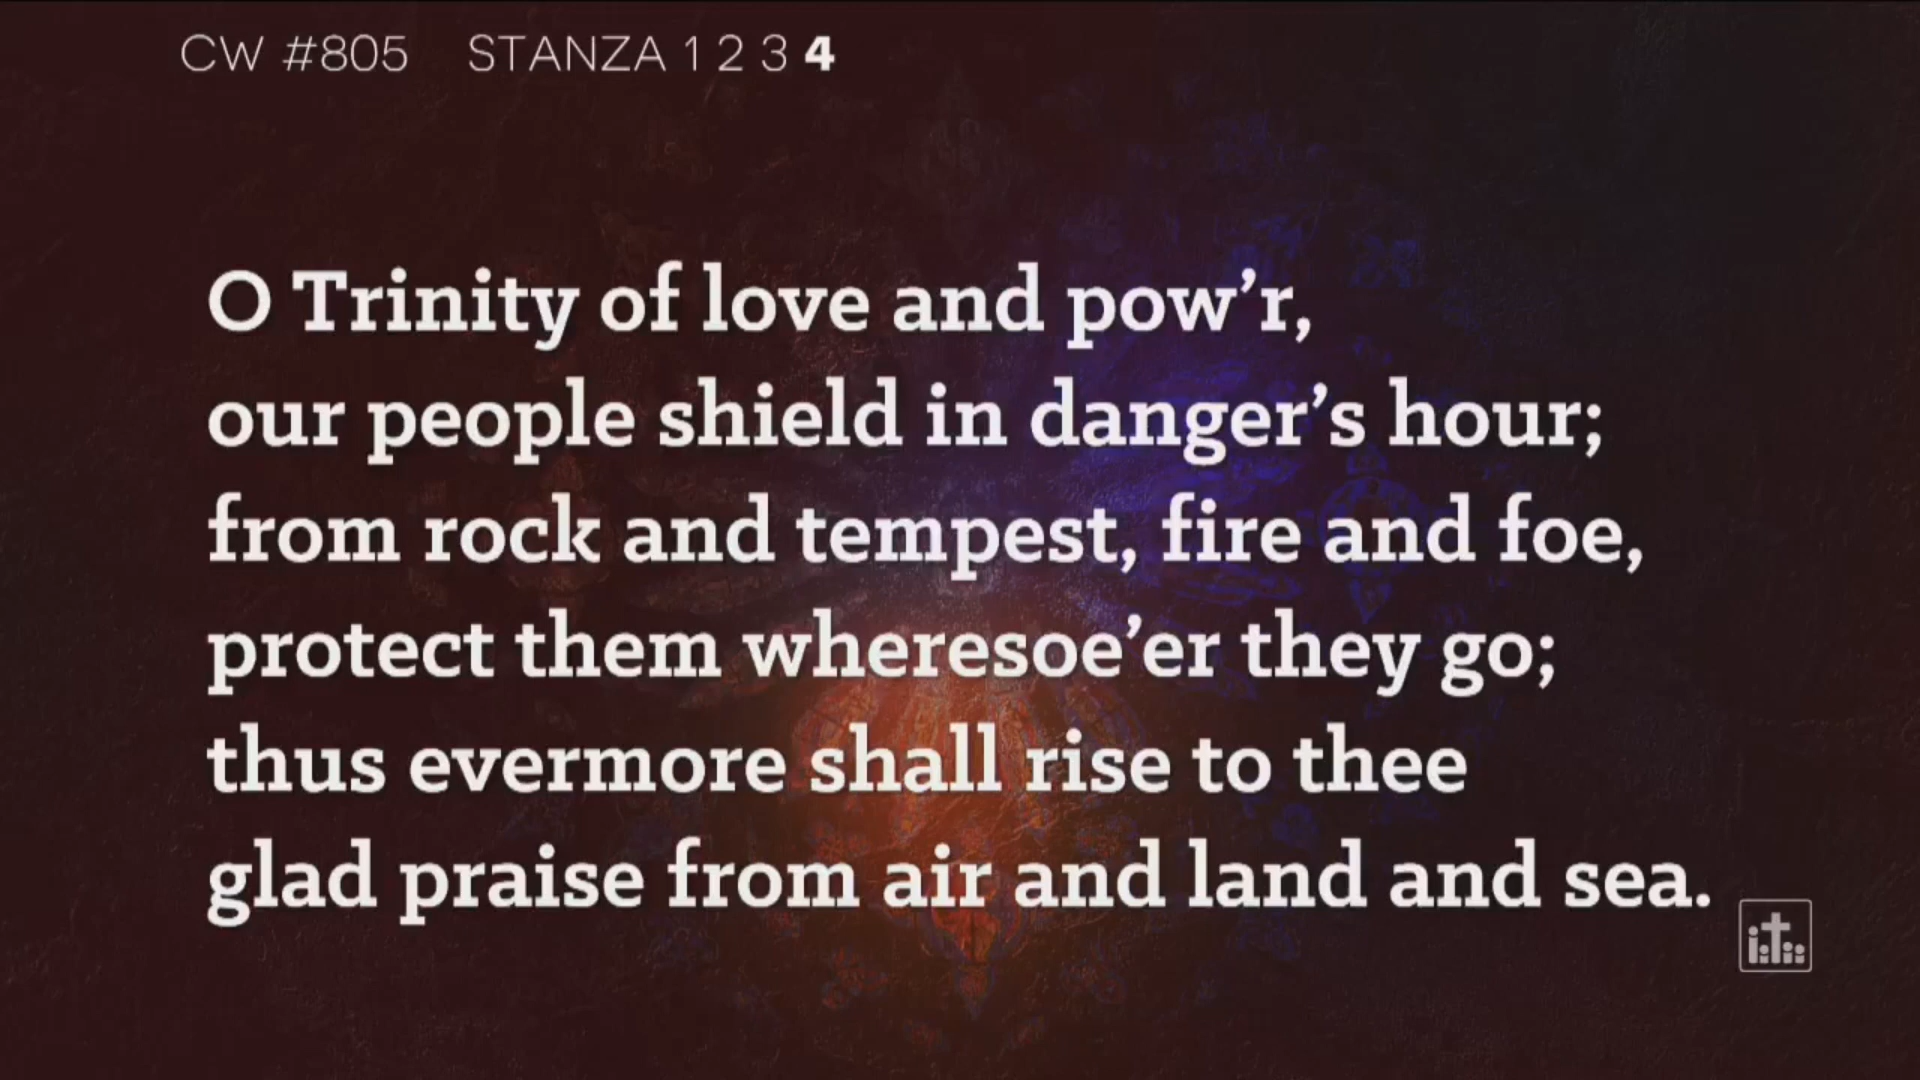 CW #805 STANZA 1 2 3 4
O Trinity of love and pow’r,
our people shield in danger’s hour;
from rock and tempest, fire and foe,
protect them wheresoe’er they go;
thus evermore shall rise to thee
glad praise from air and land and sea.